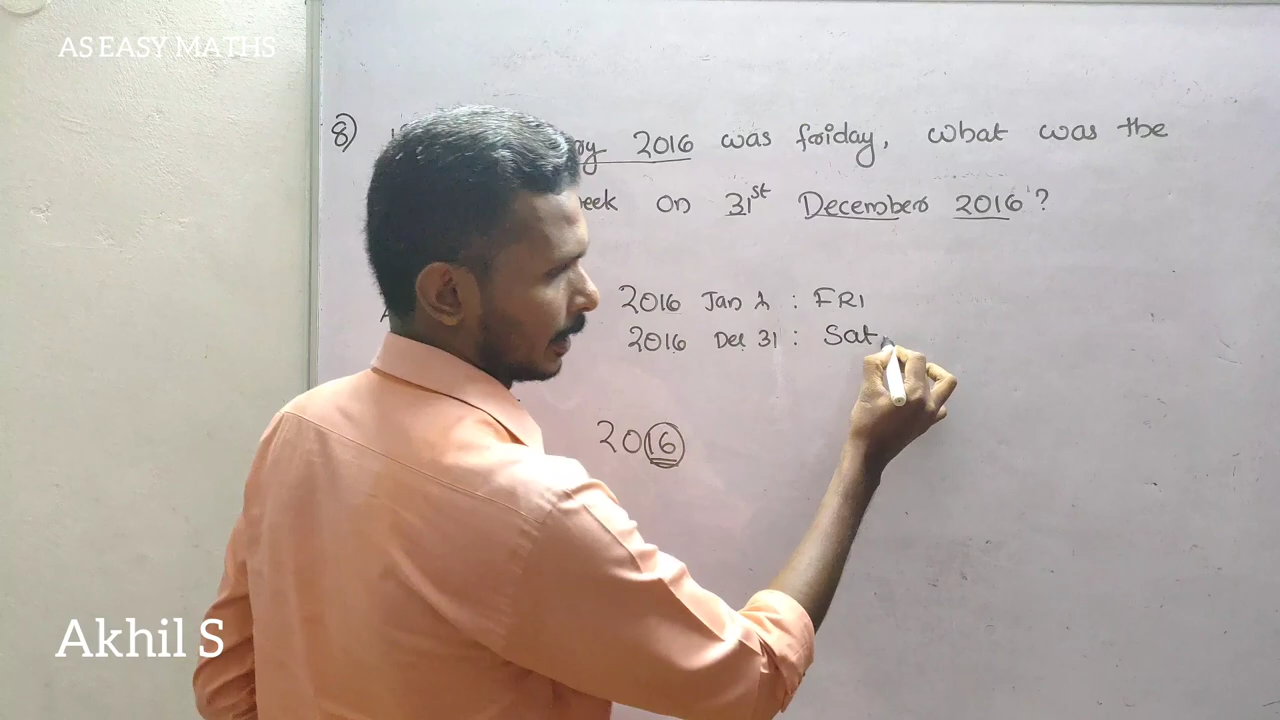 AS EASY MATHS
8) 2016 was friday, what was the
on 31st December 2016 ?
2016 Jan 1 : FRI
2016 Dec 31 : Sat
2016
Akhil S